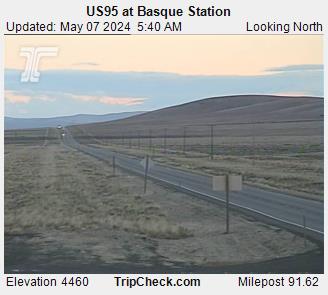 US95 at Basque Station
Updated: May 07 2024 5:40 AM Looking North
Elevation 4460 TripCheck.com Milepost 91.62